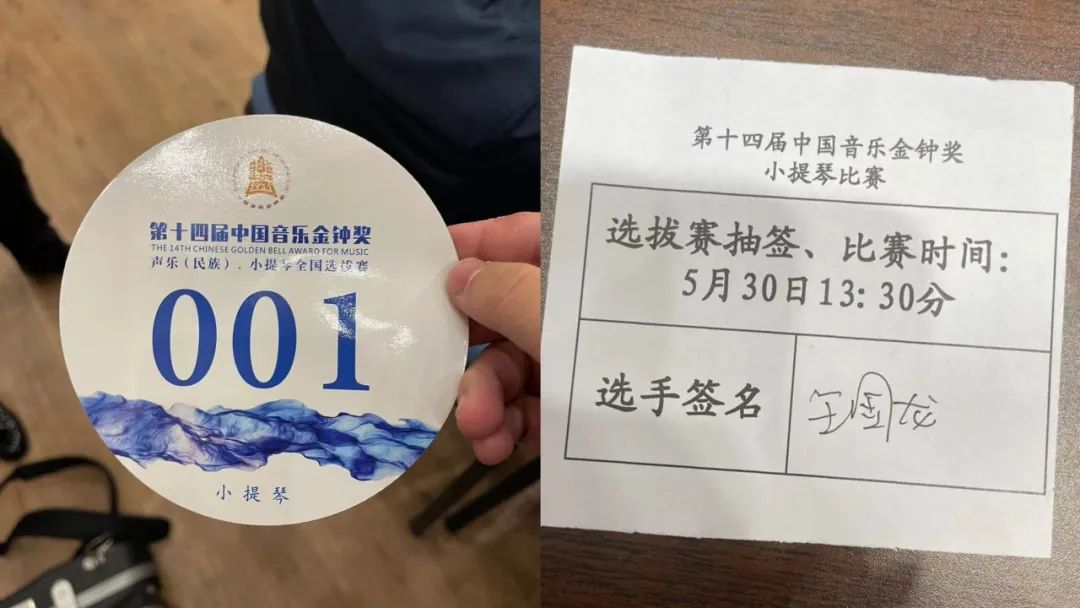 第十四届中国音乐金钟奖
THE 14TH CHINESE GOLDEN BELL AWARD FOR MUSIC
声乐(民族)、小提琴全国选拔赛
001
小提琴
第十四届中国音乐金钟奖
小提琴比赛
选拔赛抽签、比赛时间:
5月30日13:30分
选手签名